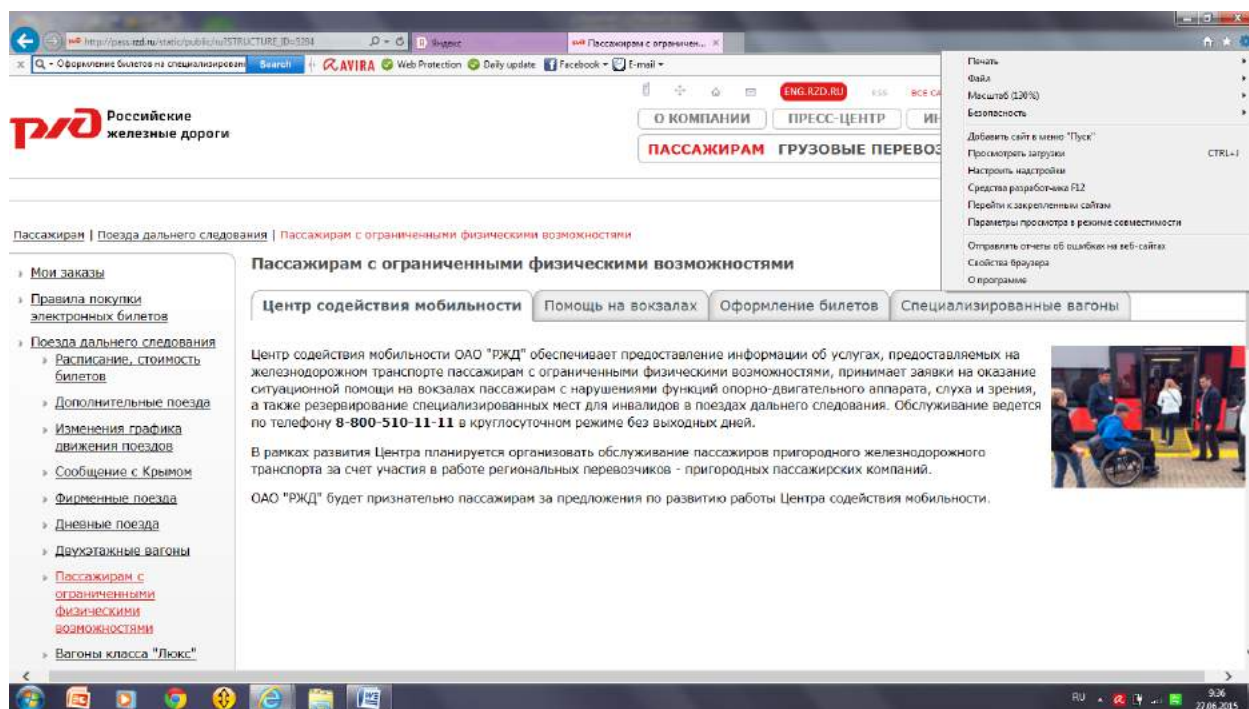 http://pass.rzd.ru/static/public/ru?STRUCTURE_ID=5284
Яндекс
Пассажирам с ограничен...
Оформление билетов на специализирован
Search
AVIRA Web Protection Daily update Facebook E-mail
Печать
Файл
Масштаб (130%)
Безопасность
Добавить сайт в меню "Пуск"
Просмотреть загрузки CTRL+J
Настроить надстройки
Средства разработчика F12
Перейти к закрепленным сайтам
Параметры просмотра в режиме совместимости
Отправлять отчеты об ошибках на веб-сайтах
Свойства браузера
О программе
ENG.RZD.RU RSS ВСЕ СА
pжд Российские
железные дороги
О КОМПАНИИ ПРЕСС-ЦЕНТР ИН
ПАССАЖИРАМ ГРУЗОВЫЕ ПЕРЕВОЗ
Пассажирам | Поезда дальнего следования | Пассажирам с ограниченными физическими возможностями
Мои заказы
Правила покупки
электронных билетов
Поезда дальнего следования
Расписание, стоимость
билетов
Дополнительные поезда
Изменения графика
движения поездов
Сообщение с Крымом
Фирменные поезда
Дневные поезда
Двухэтажные вагоны
Пассажирам с
ограниченными
физическими
возможностями
Вагоны класса "Люкс"
Пассажирам с ограниченными физическими возможностями
Центр содействия мобильности Помощь на вокзалах Оформление билетов Специализированные вагоны
Центр содействия мобильности ОАО "РЖД" обеспечивает предоставление информации об услугах, предоставляемых на
железнодорожном транспорте пассажирам с ограниченными физическими возможностями, принимает заявки на оказание
ситуационной помощи на вокзалах пассажирам с нарушениями функций опорно-двигательного аппарата, слуха и зрения,
а также резервирование специализированных мест для инвалидов в поездах дальнего следования. Обслуживание ведется
по телефону 8-800-510-11-11 в круглосуточном режиме без выходных дней.
В рамках развития Центра планируется организовать обслуживание пассажиров пригородного железнодорожного
транспорта за счет участия в работе региональных перевозчиков - пригородных пассажирских компаний.
ОАО "РЖД" будет признательно пассажирам за предложения по развитию работы Центра содействия мобильности.
RU
9:36
27.06.2015